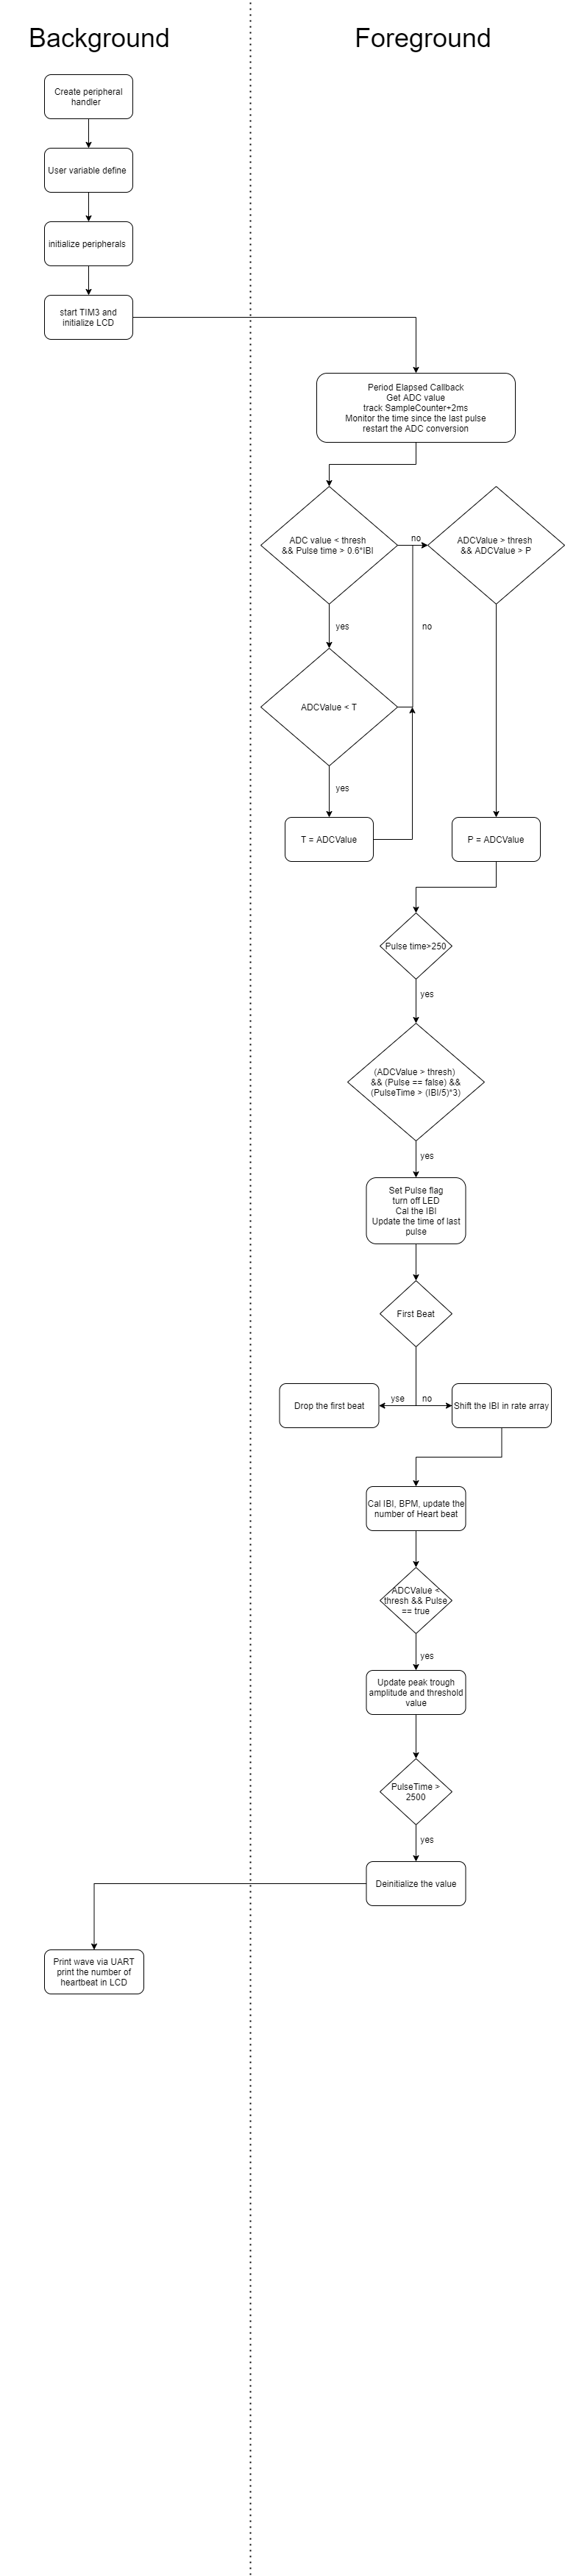 Background
Foreground
Create peripheral
handler
User variable define
initialize peripherals
start TIM3 and
initialize LCD
Period Elapsed Callback
Get ADC value
track SampleCounter+2ms
Monitor the time since the last pulse
restart the ADC conversion
ADC value < thresh
&& Pulse time > 0.6*IBI
no
ADCValue > thresh
&& ADCValue > P
yes
no
ADCValue < T
yes
T = ADCValue
P = ADCValue
Pulse time>250
yes
(ADCValue > thresh)
&& (Pulse == false) &&
(PulseTime > (IBI/5)*3)
yes
Set Pulse flag
turn off LED
Cal the IBI
Update the time of last
pulse
First Beat
yse
no
Drop the first beat
Shift the IBI in rate array
Cal IBI, BPM, update the
number of Heart beat
ADCValue <
thresh && Pulse
== true
yes
Update peak trough
amplitude and threshold
value
PulseTime >
2500
yes
Deinitialize the value
Print wave via UART
print the number of
heartbeat in LCD